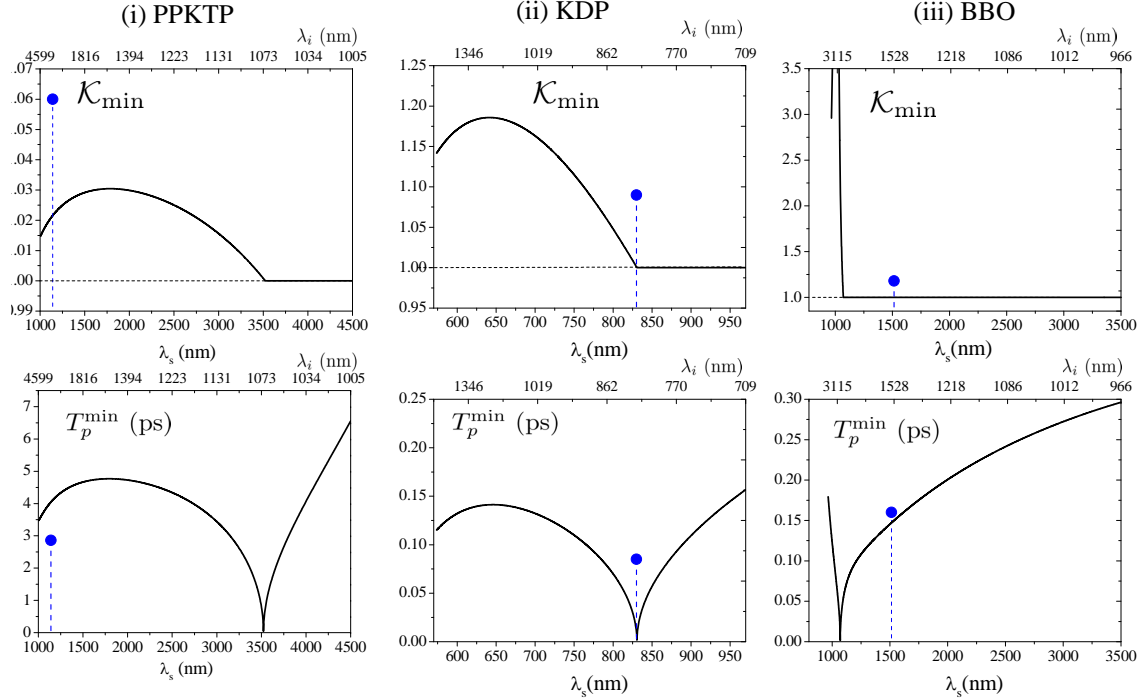 (i) PPKTP
(ii) KDP
(iii) BBO
λi (nm)
4599 1816 1394 1223 1131 1073 1034 1005
λi (nm)
1346 1019 862 770 709
λi (nm)
3115 1528 1218 1086 1012 966
𝒦min
.07
.06
.05
.04
.03
.02
.01
.00
.99
1000 1500 2000 2500 3000 3500 4000 4500
λs (nm)
𝒦min
1.25
1.20
1.15
1.10
1.05
1.00
0.95
600 650 700 750 800 850 900 950
λs(nm)
𝒦min
3.5
3.0
2.5
2.0
1.5
1.0
1000 1500 2000 2500 3000 3500
λs(nm)
λi (nm)
4599 1816 1394 1223 1131 1073 1034 1005
λi (nm)
1346 1019 862 770 709
λi (nm)
3115 1528 1218 1086 1012 966
Tpmin (ps)
7
6
5
4
3
2
1
0
1000 1500 2000 2500 3000 3500 4000 4500
λs (nm)
Tpmin (ps)
0.25
0.20
0.15
0.10
0.05
0.00
600 650 700 750 800 850 900 950
λs(nm)
Tpmin (ps)
0.30
0.25
0.20
0.15
0.10
0.05
0.00
1000 1500 2000 2500 3000 3500
λs(nm)